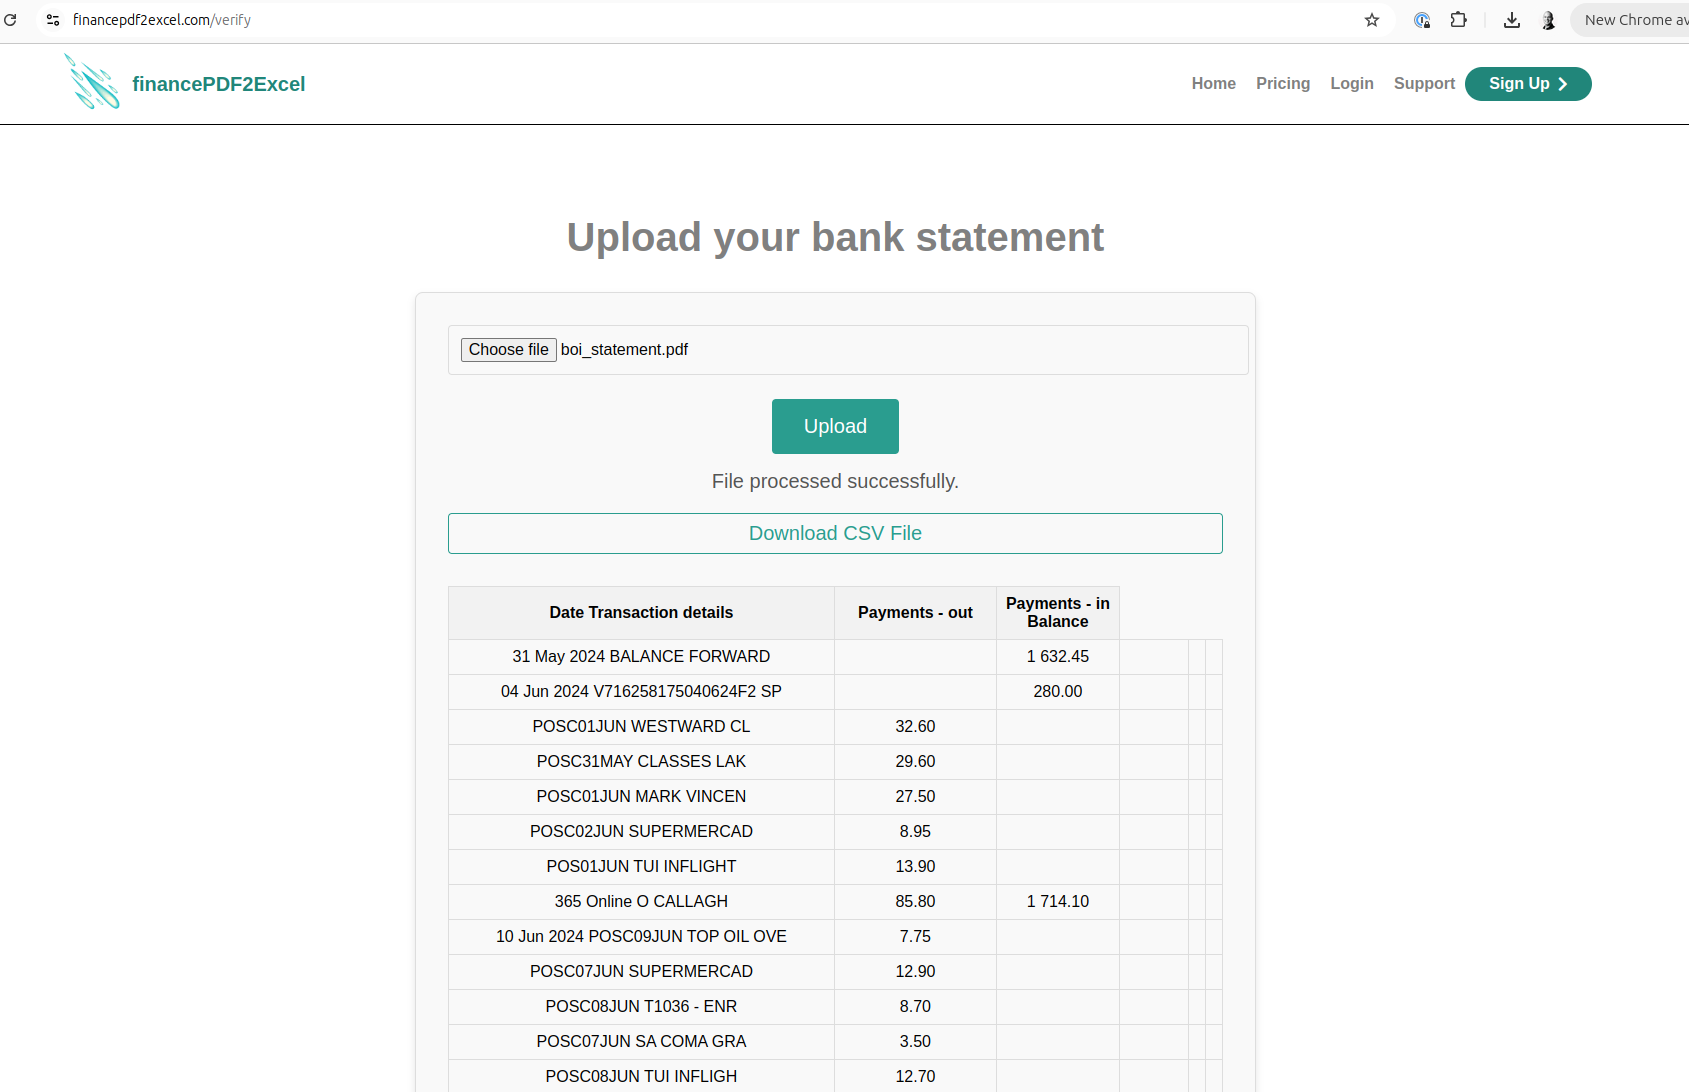 financepdf2excel.com/verify
New Chrome av
financePDF2Excel
Home Pricing Login Support Sign Up
Upload your bank statement
Choose file boi_statement.pdf
Upload
File processed successfully.
Download CSV File
Date Transaction details Payments - out Payments - in
Balance
31 May 2024 BALANCE FORWARD 1 632.45
04 Jun 2024 V716258175040624F2 SP 280.00
POSC01JUN WESTWARD CL 32.60
POSC31MAY CLASSES LAK 29.60
POSC01JUN MARK VINCEN 27.50
POSC02JUN SUPERMERCAD 8.95
POS01JUN TUI INFLIGHT 13.90
365 Online O CALLAGH 85.80 1 714.10
10 Jun 2024 POSC09JUN TOP OIL OVE 7.75
POSC07JUN SUPERMERCAD 12.90
POSC08JUN T1036 - ENR 8.70
POSC07JUN SA COMA GRA 3.50
POSC08JUN TUI INFLIGH 12.70